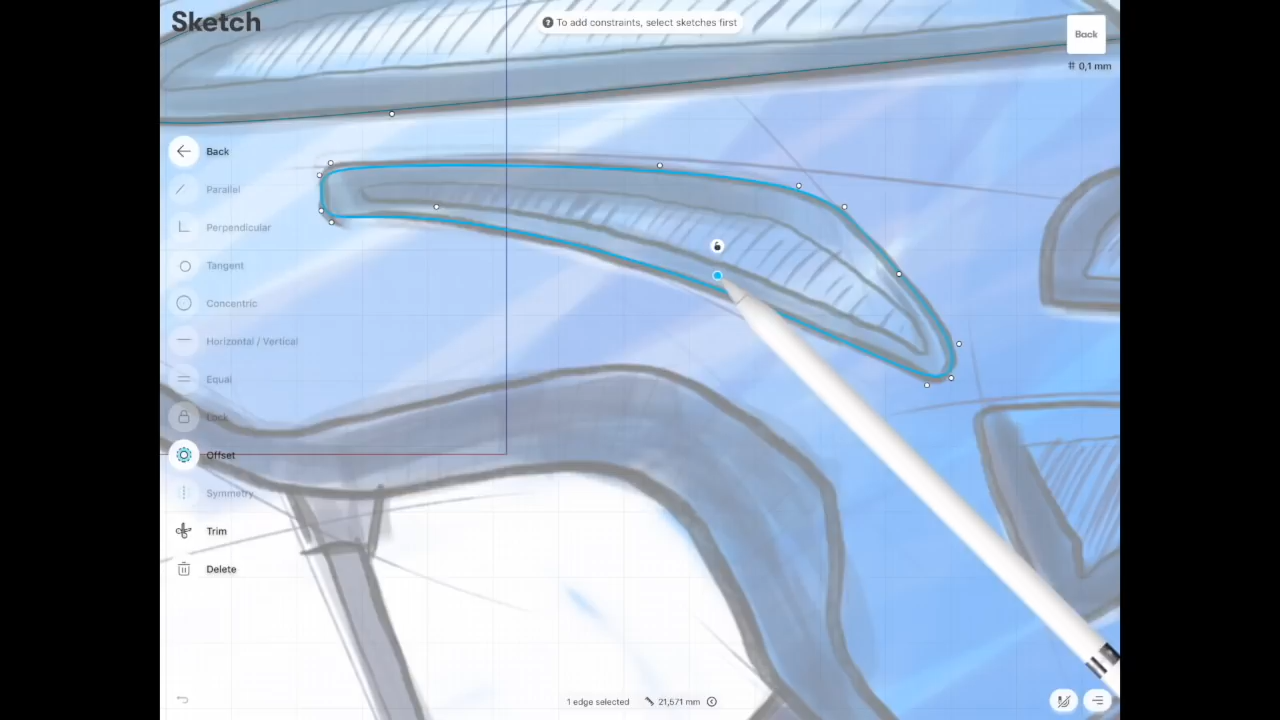 Sketch
To add constraints, select sketches first
Back
# 0,1 mm
Back
Parallel
Perpendicular
Tangent
Concentric
Horizontal / Vertical
Equal
Lock
Offset
Symmetry
Trim
Delete
1 edge selected
21,571 mm